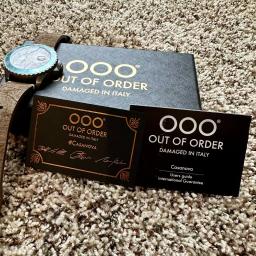 OOO
OUT OF ORDER
DAMAGED IN ITALY
OOO
OUT OF ORDER
DAMAGED IN ITALY
#CASANOVA
OOO
OUT OF ORDER
DAMAGED IN ITALY
Casanova
Users guide
International Guarantee